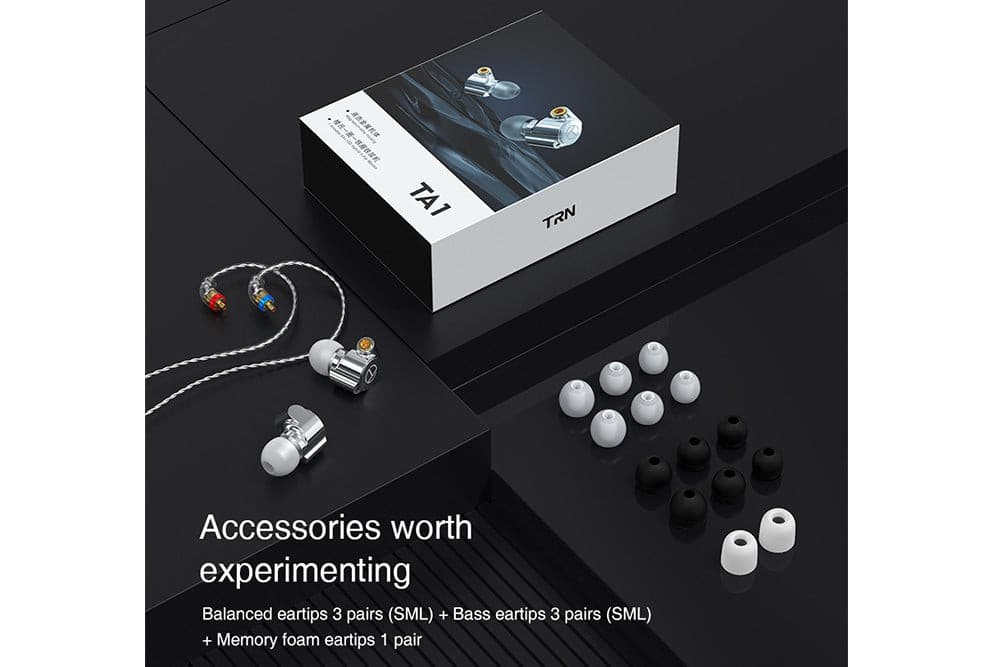 TA1
TRN
Accessories worth
experimenting
Balanced eartips 3 pairs (SML) + Bass eartips 3 pairs (SML)
+ Memory foam eartips 1 pair